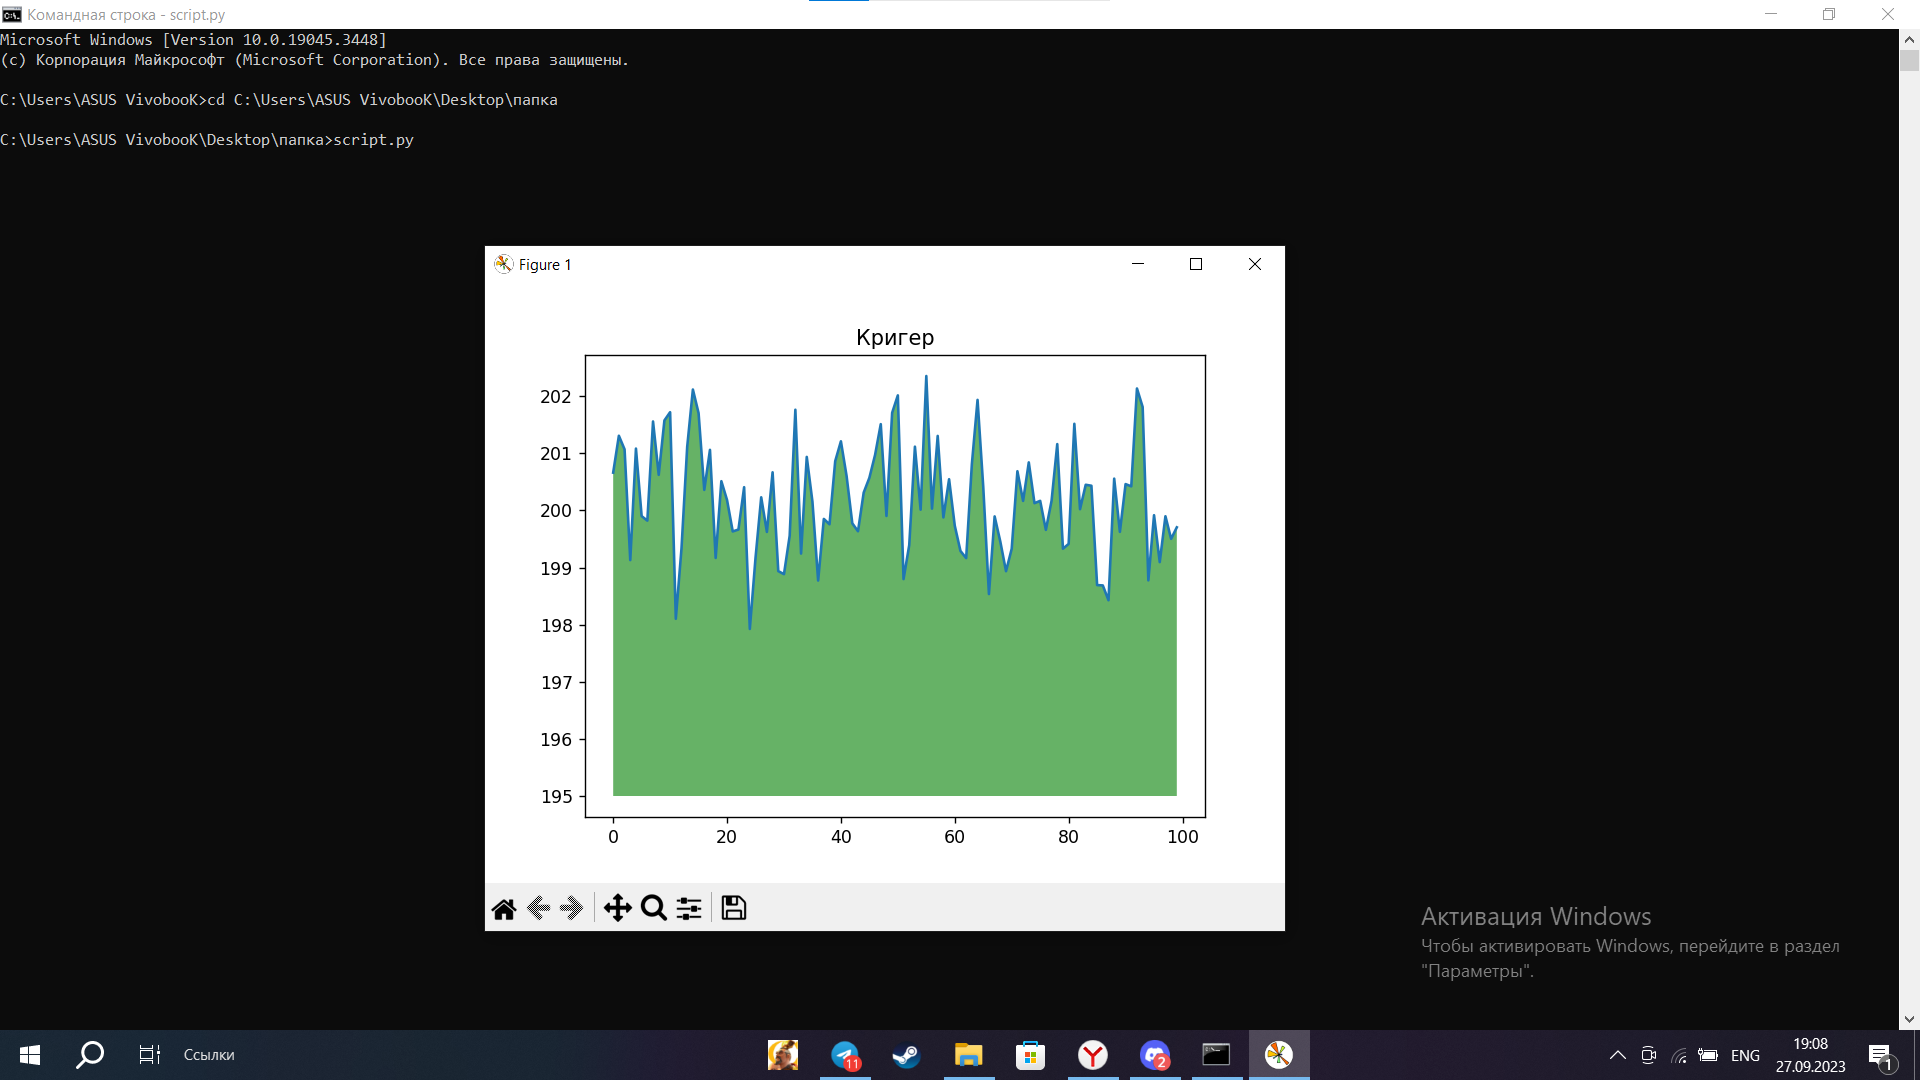 Командная строка - script.py
Microsoft Windows [Version 10.0.19045.3448]
(c) Корпорация Майкрософт (Microsoft Corporation). Все права защищены.
C:\Users\ASUS VivobooK>cd C:\Users\ASUS VivobooK\Desktop\папка
C:\Users\ASUS VivobooK\Desktop\папка>script.py
Figure 1
Кригер
202
201
200
199
198
197
196
195
0 20 40 60 80 100
Активация Windows
Чтобы активировать Windows, перейдите в раздел
"Параметры".
Ссылки
11
2
ENG
19:08
27.09.2023
1